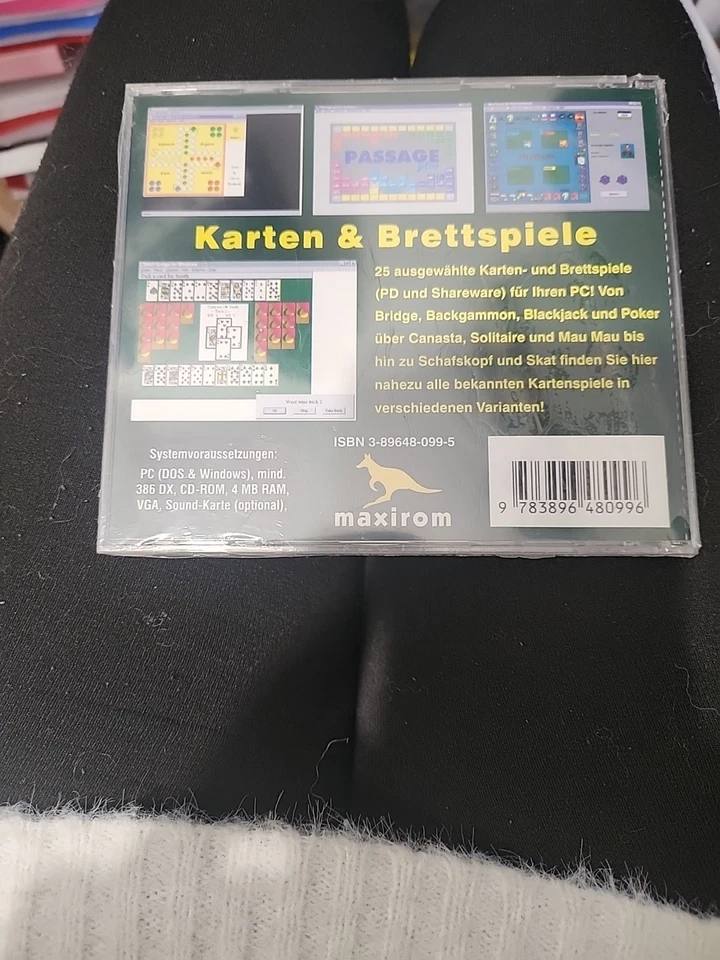 PASSAGE
Karten & Brettspiele
25 ausgewählte Karten- und Brettspiele
(PD und Shareware) für Ihren PC! Von
Bridge, Backgammon, Blackjack und Poker
über Canasta, Solitaire und Mau Mau bis
hin zu Schafskopf und Skat finden Sie hier
nahezu alle bekannten Kartenspiele in
verschiedenen Varianten!
Systemvoraussetzungen:
PC (DOS & Windows), mind.
386 DX, CD-ROM, 4 MB RAM,
VGA, Sound-Karte (optional),
ISBN 3-89648-099-5
maxirom
9 783896 480996